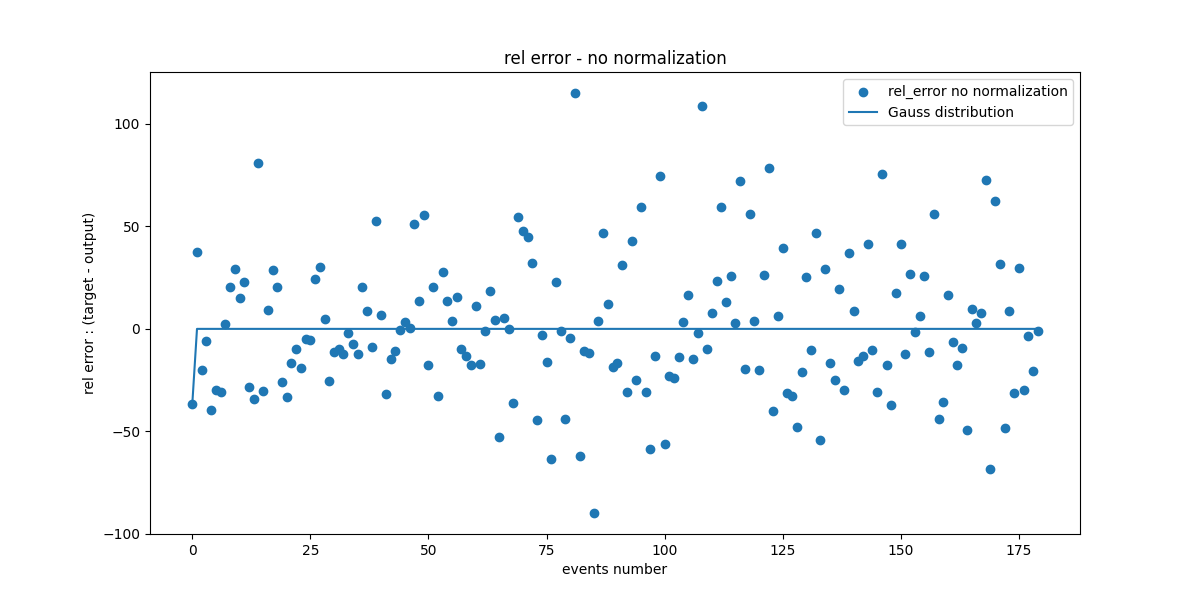 rel error - no normalization
rel_error no normalization
Gauss distribution
rel error : (target - output)
100
50
0
−50
−100
0 25 50 75 100 125 150 175
events number